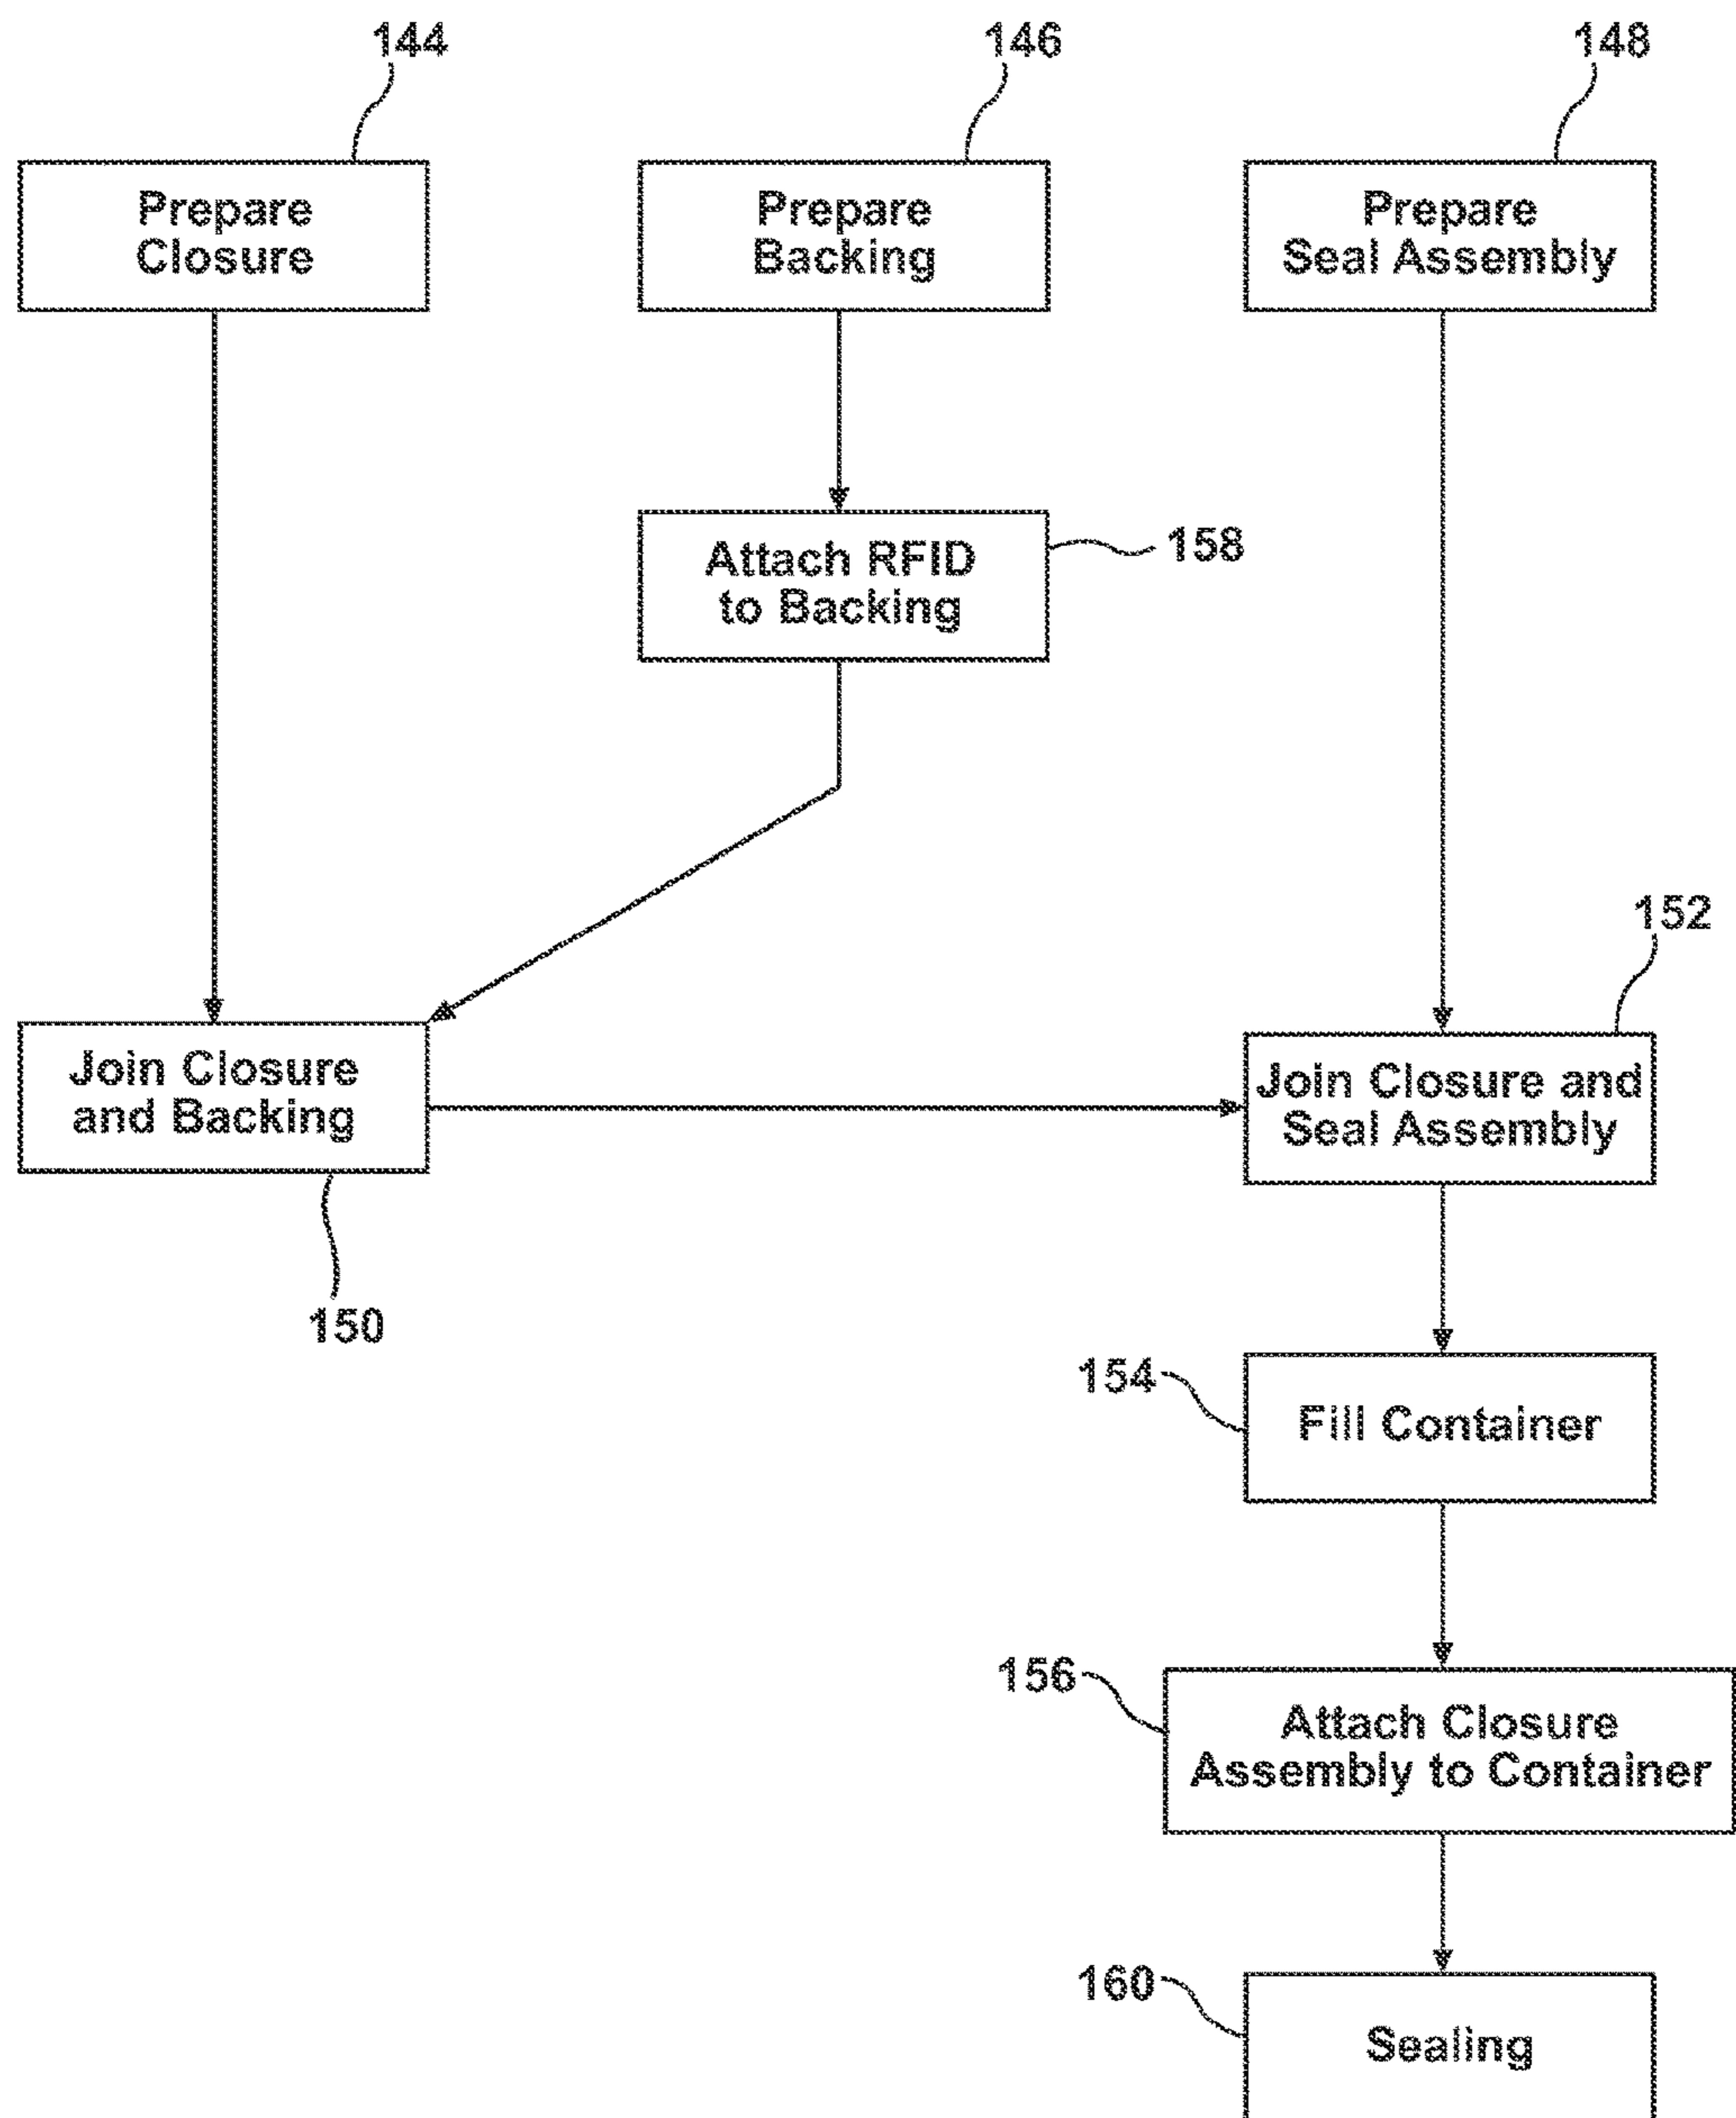 144
146
148
Prepare
Closure
Prepare
Backing
Prepare
Seal Assembly
Attach RFID
to Backing
158
152
Join Closure
and Backing
Join Closure and
Seal Assembly
150
154
Fill Container
156
Attach Closure
Assembly to Container
160
Sealing